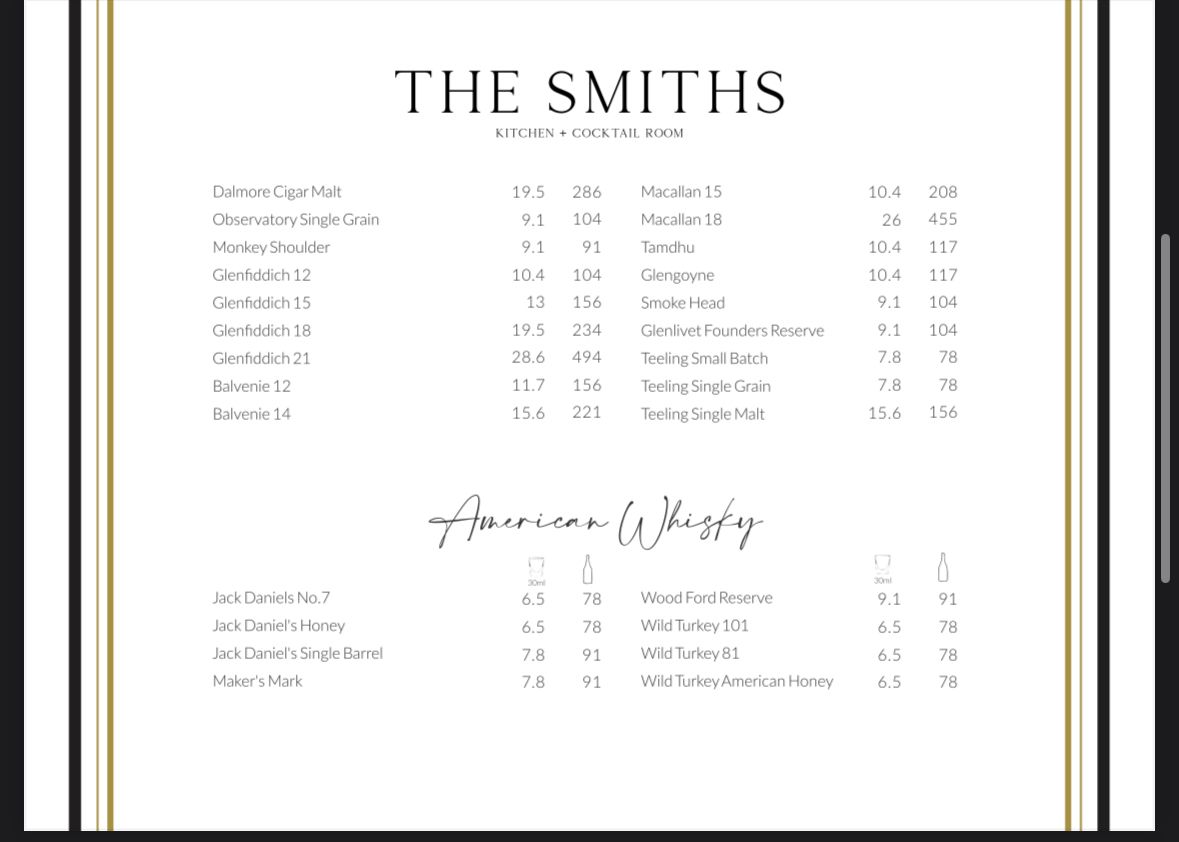 THE SMITHS
KITCHEN + COCKTAIL ROOM
Dalmore Cigar Malt 19.5 286 Macallan 15 10.4 208
Observatory Single Grain 9.1 104 Macallan 18 26 455
Monkey Shoulder 9.1 91 Tamdhu 10.4 117
Glenfiddich 12 10.4 104 Glengoyne 10.4 117
Glenfiddich 15 13 156 Smoke Head 9.1 104
Glenfiddich 18 19.5 234 Glenlivet Founders Reserve 9.1 104
Glenfiddich 21 28.6 494 Teeling Small Batch 7.8 78
Balvenie 12 11.7 156 Teeling Single Grain 7.8 78
Balvenie 14 15.6 221 Teeling Single Malt 15.6 156
American Whisky
30ml 30ml
Jack Daniels No.7 6.5 78 Wood Ford Reserve 9.1 91
Jack Daniel's Honey 6.5 78 Wild Turkey 101 6.5 78
Jack Daniel's Single Barrel 7.8 91 Wild Turkey 81 6.5 78
Maker's Mark 7.8 91 Wild Turkey American Honey 6.5 78